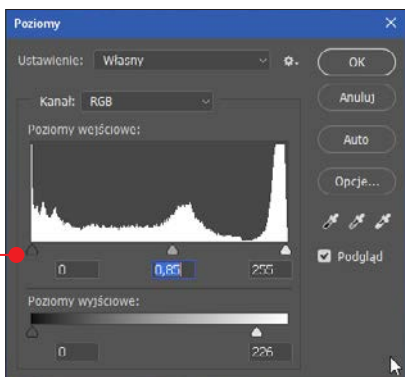 Poziomy
Ustawienie: Własny
OK
Anuluj
Auto
Opcje...
Podgląd
Kanał: RGB
Poziomy wejściowe:
0 0,85 255
Poziomy wyjściowe:
0 226